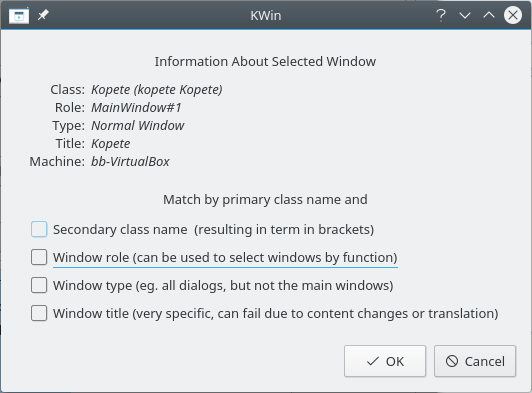 KWin
Information About Selected Window
Class: Kopete (kopete Kopete)
Role: MainWindow#1
Type: Normal Window
Title: Kopete
Machine: bb-VirtualBox
Match by primary class name and
Secondary class name (resulting in term in brackets)
Window role (can be used to select windows by function)
Window type (eg. all dialogs, but not the main windows)
Window title (very specific, can fail due to content changes or translation)
OK Cancel